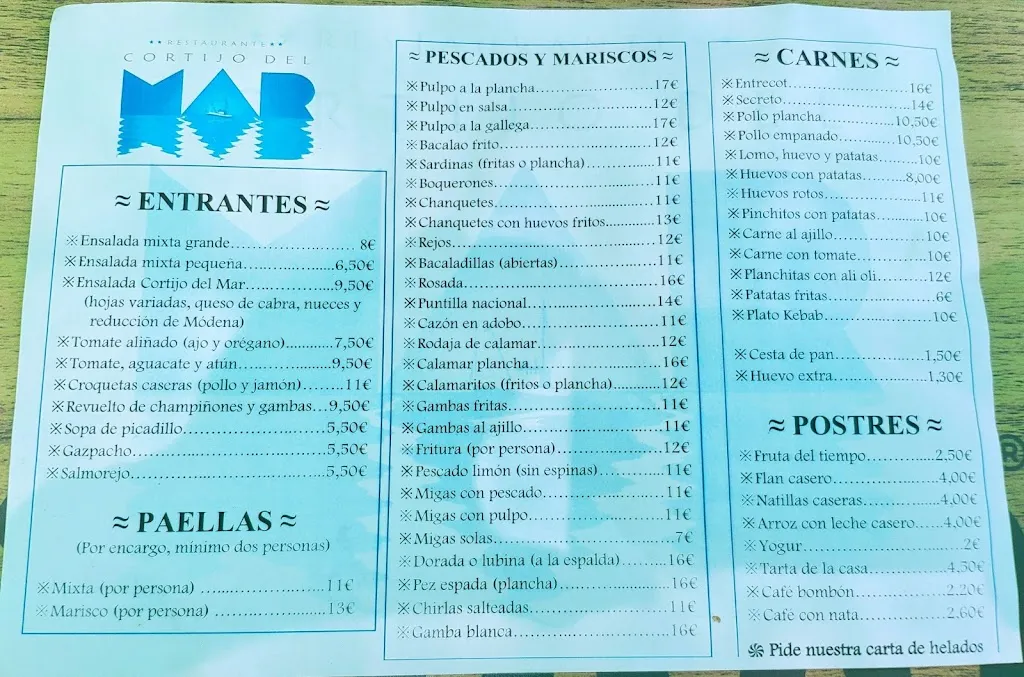 RESTAURANTE
CORTIJO DEL
MAR
≈ ENTRANTES ≈
※Ensalada mixta grande........................ 8€
※Ensalada mixta pequeña...................6,50€
※Ensalada Cortijo del Mar...................9,50€
(hojas variadas, queso de cabra, nueces y
reducción de Módena)
※Tomate aliñado (ajo y orégano)..........7,50€
※Tomate, aguacate y atún...................9,50€
※Croquetas caseras (pollo y jamón)........11€
※Revuelto de champiñones y gambas...9,50€
※Sopa de picadillo.............................5,50€
※Gazpacho......................................5,50€
※Salmorejo......................................5,50€
≈ PAELLAS ≈
(Por encargo, mínimo dos personas)
※Mixta (por persona) ........................11€
※Marisco (por persona) .....................13€
≈ PESCADOS Y MARISCOS ≈
※Pulpo a la plancha........................17€
※Pulpo en salsa.............................12€
※Pulpo a la gallega.........................17€
※Bacalao frito...............................12€
※Sardinas (fritas o plancha)..............11€
※Boquerones................................11€
※Chanquetes................................11€
※Chanquetes con huevos fritos..........13€
※Rejos........................................12€
※Bacaladillas (abiertas)...................11€
※Rosada......................................16€
※Puntilla nacional..........................14€
※Cazón en adobo...........................11€
※Rodaja de calamar........................12€
※Calamar plancha..........................16€
※Calamaritos (fritos o plancha)..........12€
※Gambas fritas..............................11€
※Gambas al ajillo...........................11€
※Fritura (por persona).....................12€
※Pescado limón (sin espinas).............11€
※Migas con pescado........................11€
※Migas con pulpo...........................11€
※Migas solas.................................7€
※Dorada o lubina (a la espalda)..........16€
※Pez espada (plancha).....................16€
※Chirlas salteadas..........................11€
※Gamba blanca..............................16€
≈ CARNES ≈
※Entrecot...............................16€
※Secreto................................14€
※Pollo plancha.....................10,50€
※Pollo empanado..................10,50€
※Lomo, huevo y patatas............10€
※Huevos con patatas...............8,00€
※Huevos rotos.........................11€
※Pinchitos con patatas..............10€
※Carne al ajillo........................10€
※Carne con tomate...................10€
※Planchitas con ali oli...............12€
※Patatas fritas..........................6€
※Plato Kebab...........................10€
※Cesta de pan........................1,50€
※Huevo extra.........................1,30€
≈ POSTRES ≈
※Fruta del tiempo...................2,50€
※Flan casero..........................4,00€
※Natillas caseras.....................4,00€
※Arroz con leche casero......4,00€
※Yogur....................................2€
※Tarta de la casa....................4,50€
※Café bombón.......................2.20€
※Café con nata.......................2.60€
Pide nuestra carta de helados
®